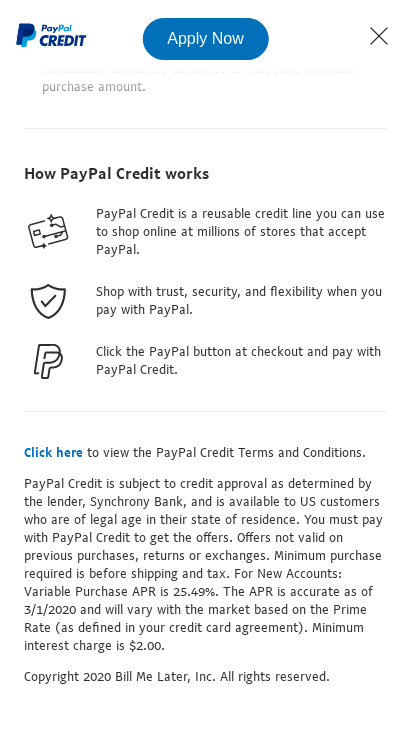 PayPal
CREDIT
Apply Now
purchase amount.
How PayPal Credit works
PayPal Credit is a reusable credit line you can use
to shop online at millions of stores that accept
PayPal.
Shop with trust, security, and flexibility when you
pay with PayPal.
Click the PayPal button at checkout and pay with
PayPal Credit.
Click here to view the PayPal Credit Terms and Conditions.
PayPal Credit is subject to credit approval as determined by
the lender, Synchrony Bank, and is available to US customers
who are of legal age in their state of residence. You must pay
with PayPal Credit to get the offers. Offers not valid on
previous purchases, returns or exchanges. Minimum purchase
required is before shipping and tax. For New Accounts:
Variable Purchase APR is 25.49%. The APR is accurate as of
3/1/2020 and will vary with the market based on the Prime
Rate (as defined in your credit card agreement). Minimum
interest charge is $2.00.
Copyright 2020 Bill Me Later, Inc. All rights reserved.